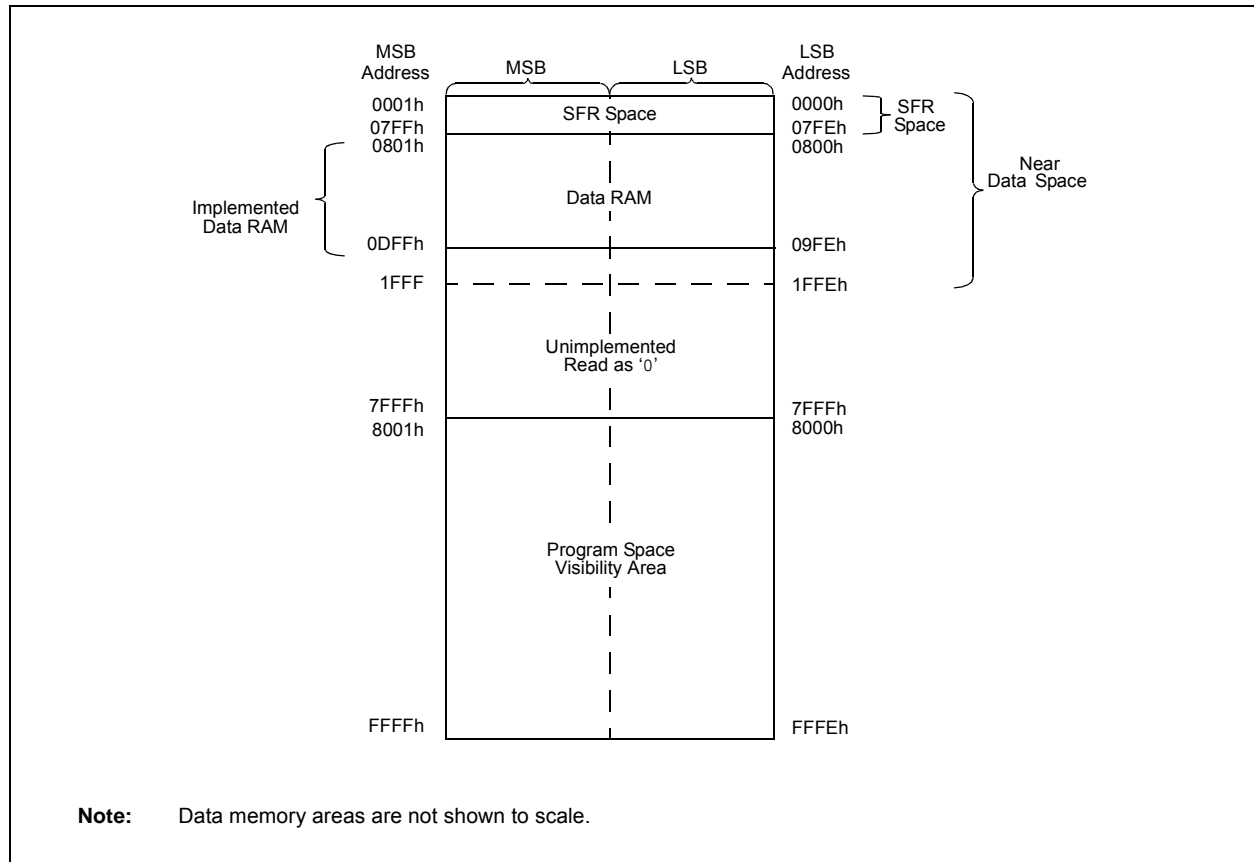 MSB
Address
LSB
Address
MSB
LSB
0001h
SFR Space
0000h
SFR
Space
07FFh
07FEh
0801h
0800h
Near
Data Space
Implemented
Data RAM
Data RAM
0DFFh
09FEh
1FFF
1FFEh
Unimplemented
Read as ‘0’
7FFFh
7FFFh
8001h
8000h
Program Space
Visibility Area
FFFFh
FFFEh
Note: Data memory areas are not shown to scale.